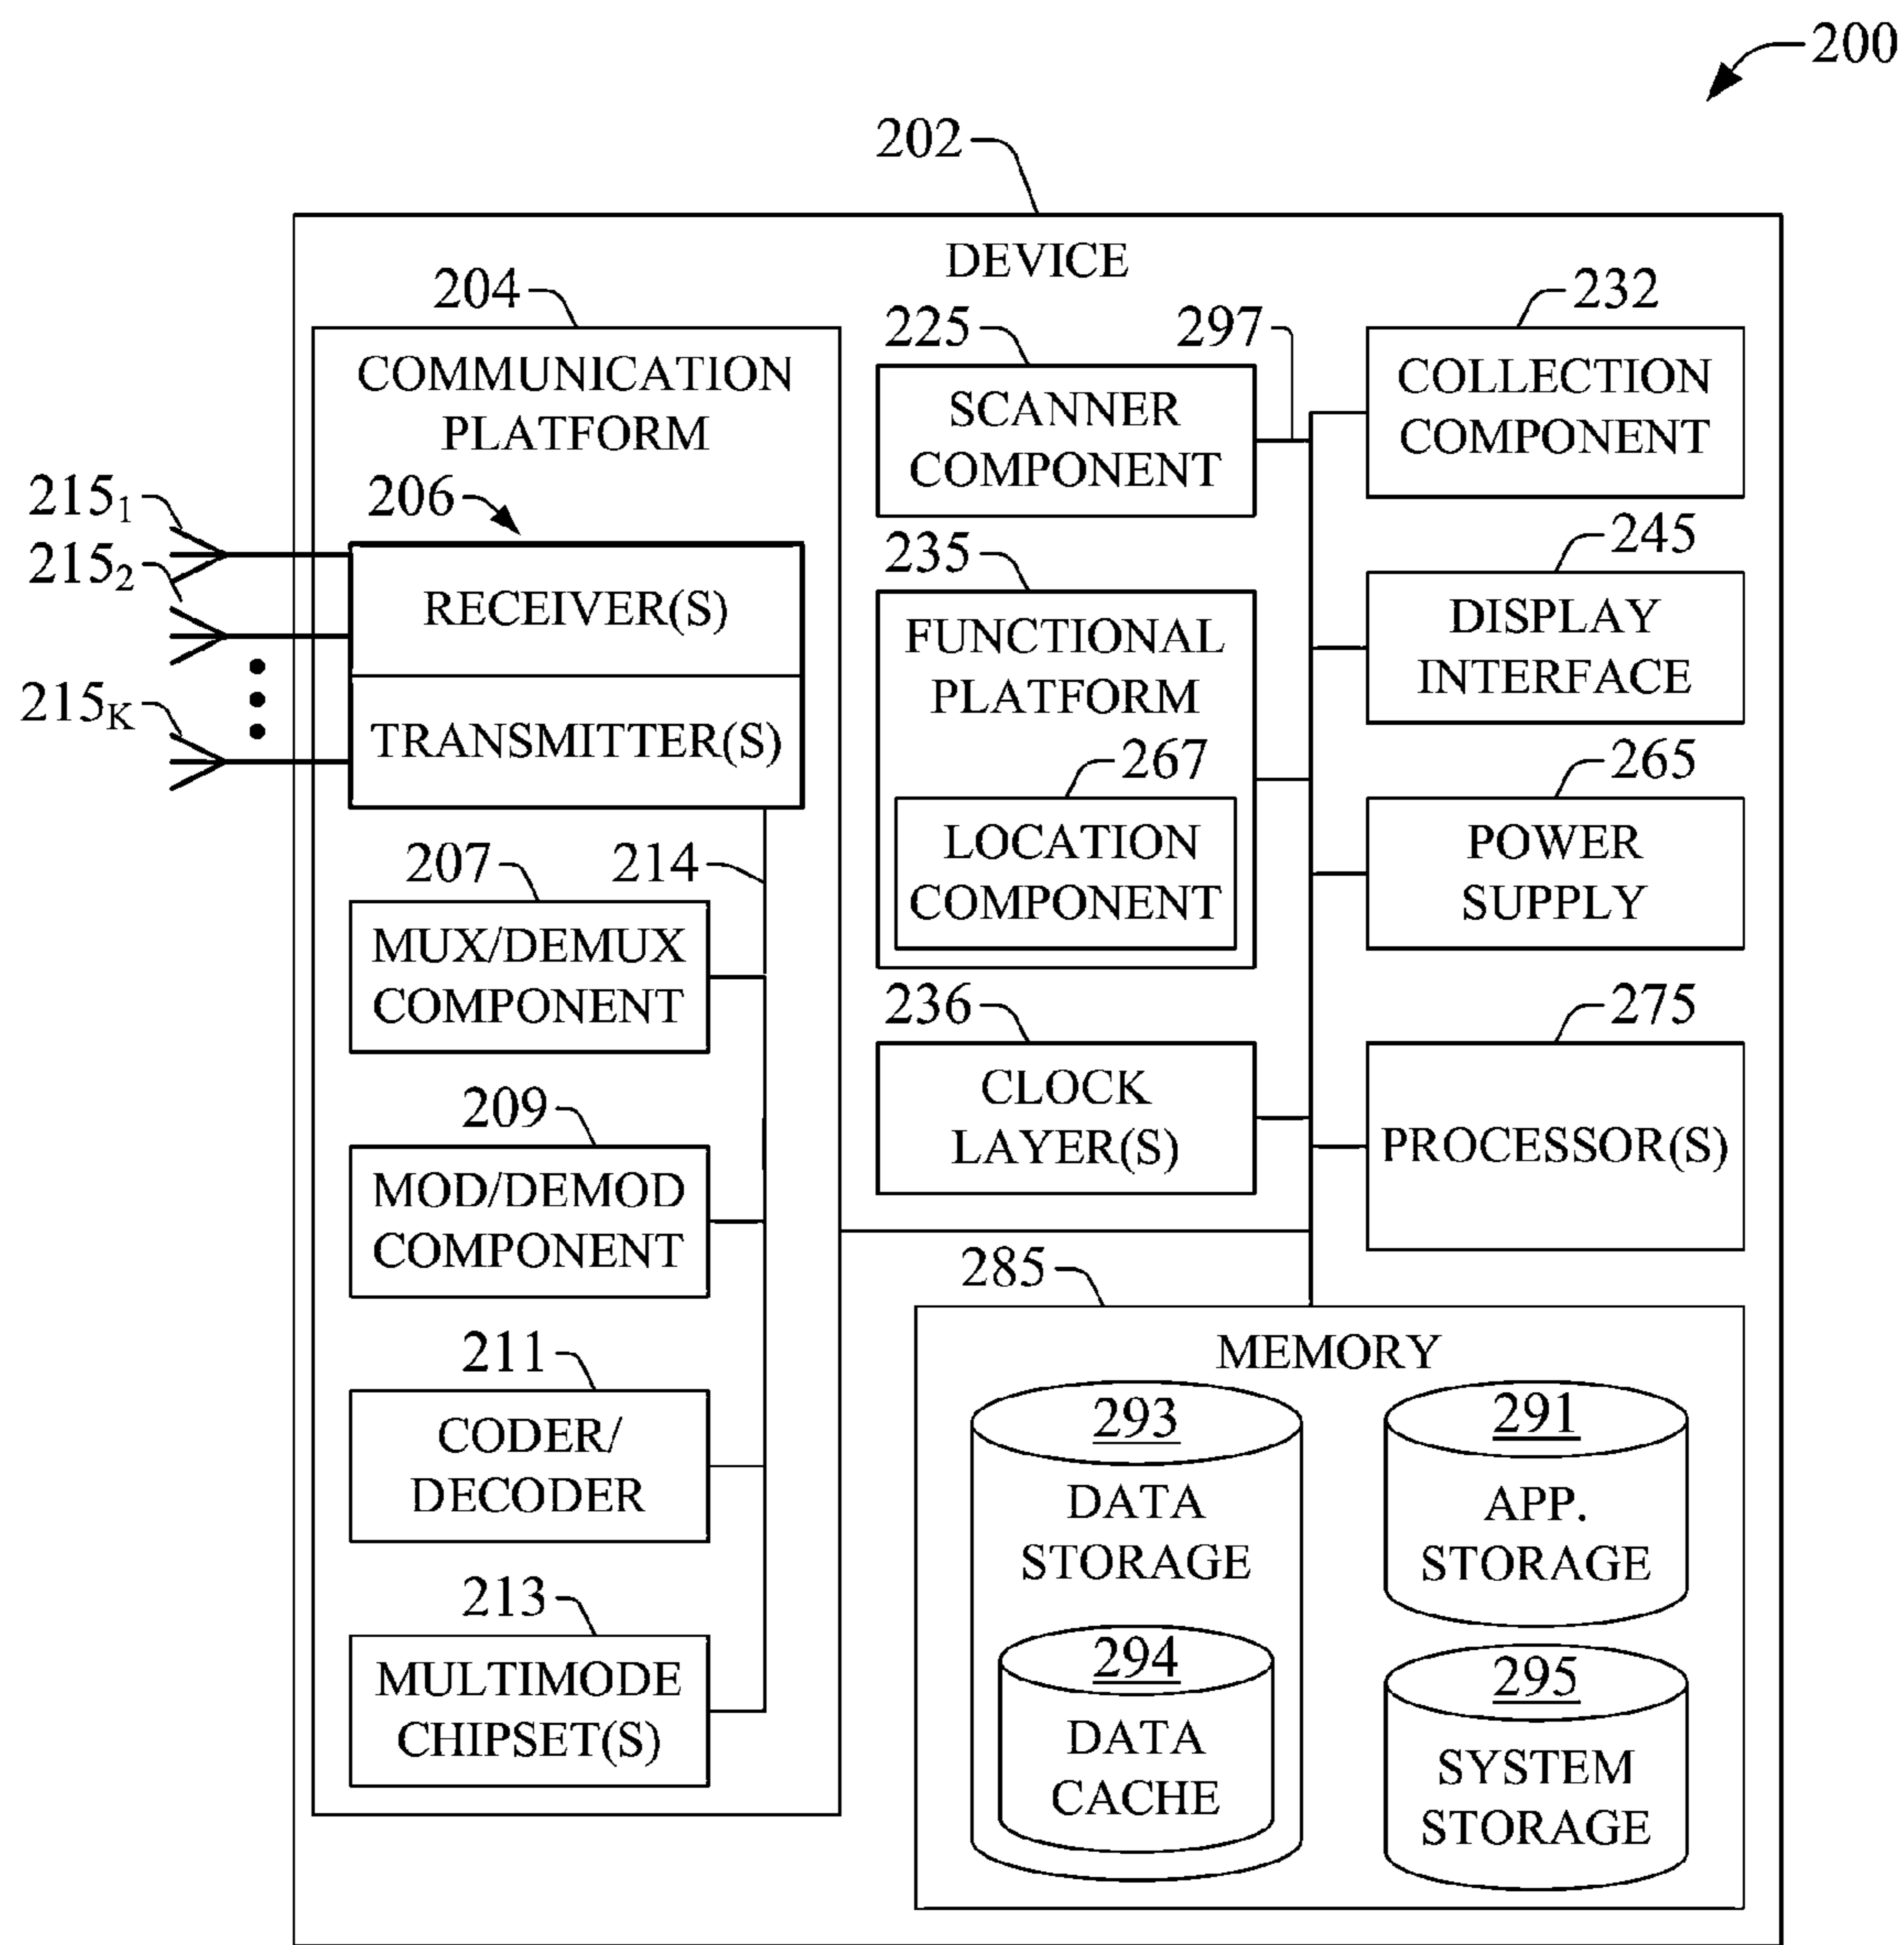 200
202
DEVICE
204
COMMUNICATION
PLATFORM
206
215₁
215₂
215K
RECEIVER(S)
TRANSMITTER(S)
207
214
MUX/DEMUX
COMPONENT
209
MOD/DEMOD
COMPONENT
211
CODER/
DECODER
213
MULTIMODE
CHIPSET(S)
225
297
SCANNER
COMPONENT
235
FUNCTIONAL
PLATFORM
267
LOCATION
COMPONENT
236
CLOCK
LAYER(S)
232
COLLECTION
COMPONENT
245
DISPLAY
INTERFACE
265
POWER
SUPPLY
275
PROCESSOR(S)
285
MEMORY
293
DATA
STORAGE
294
DATA
CACHE
291
APP.
STORAGE
295
SYSTEM
STORAGE